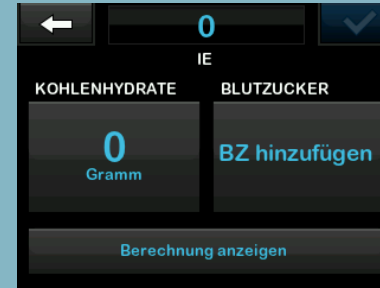 0
IE
KOHLENHYDRATE BLUTZUCKER
0
Gramm
BZ hinzufügen
Berechnung anzeigen